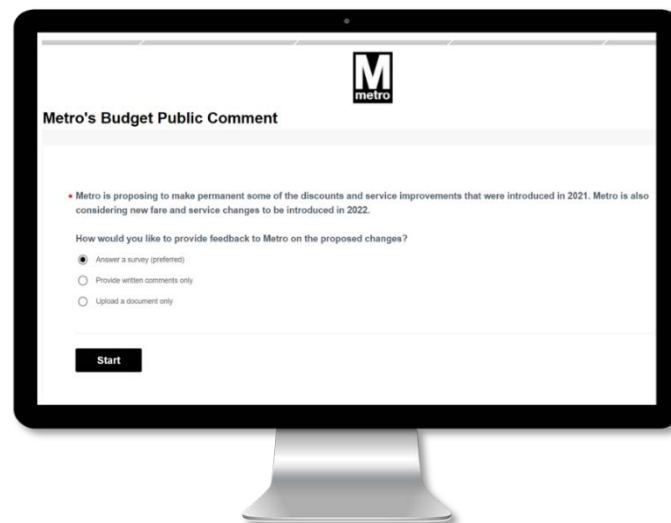 M
metro
Metro's Budget Public Comment
• Metro is proposing to make permanent some of the discounts and service improvements that were introduced in 2021. Metro is also
considering new fare and service changes to be introduced in 2022.
How would you like to provide feedback to Metro on the proposed changes?
Answer a survey (preferred)
Provide written comments only
Upload a document only
Start